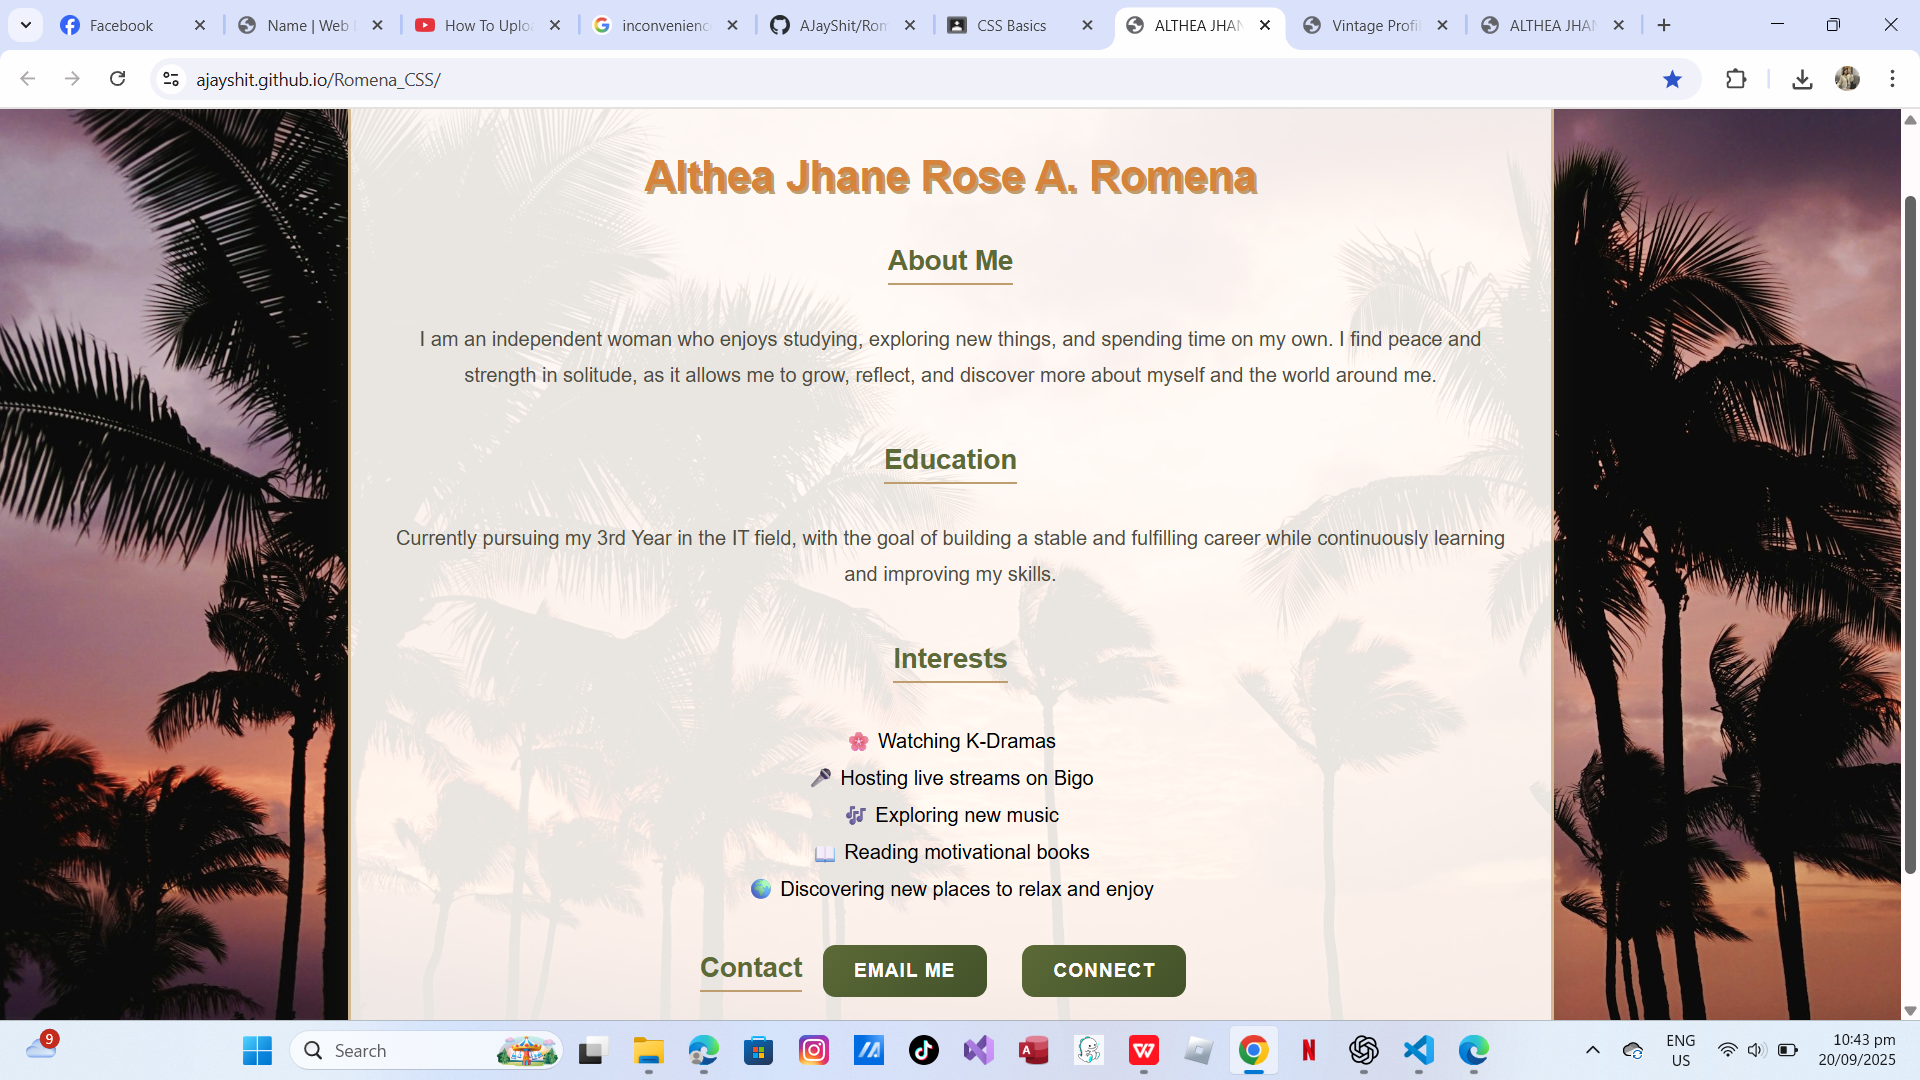 Facebook
Name | Web
How To Uplo
inconvenienc
AJayShit/Rom
CSS Basics
ALTHEA JHAN
Vintage Profil
ALTHEA JHAN
ajayshit.github.io/Romena_CSS/
Althea Jhane Rose A. Romena
About Me
I am an independent woman who enjoys studying, exploring new things, and spending time on my own. I find peace and
strength in solitude, as it allows me to grow, reflect, and discover more about myself and the world around me.
Education
Currently pursuing my 3rd Year in the IT field, with the goal of building a stable and fulfilling career while continuously learning
and improving my skills.
Interests
🌸 Watching K-Dramas
🎤 Hosting live streams on Bigo
🎶 Exploring new music
📖 Reading motivational books
🌍 Discovering new places to relax and enjoy
Contact EMAIL ME CONNECT
9
Search
ENG
US
10:43 pm
20/09/2025